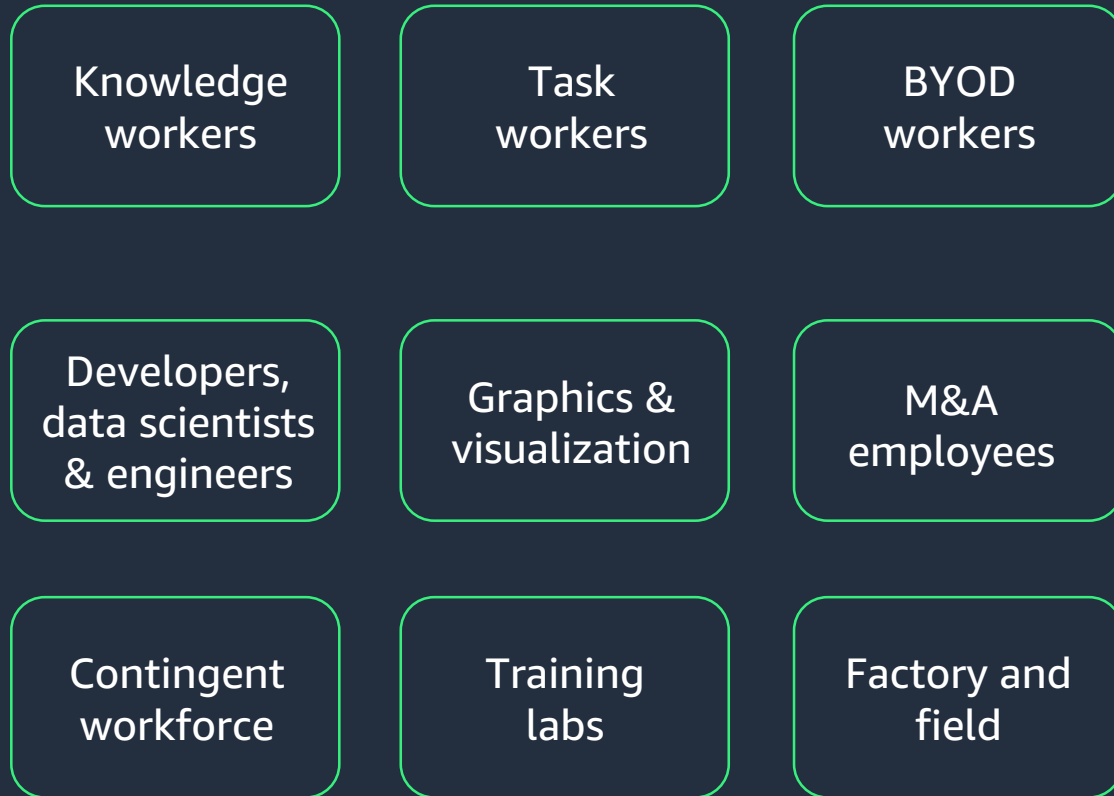 Knowledge
workers
Task
workers
BYOD
workers
Developers,
data scientists
& engineers
Graphics &
visualization
M&A
employees
Contingent
workforce
Training
labs
Factory and
field